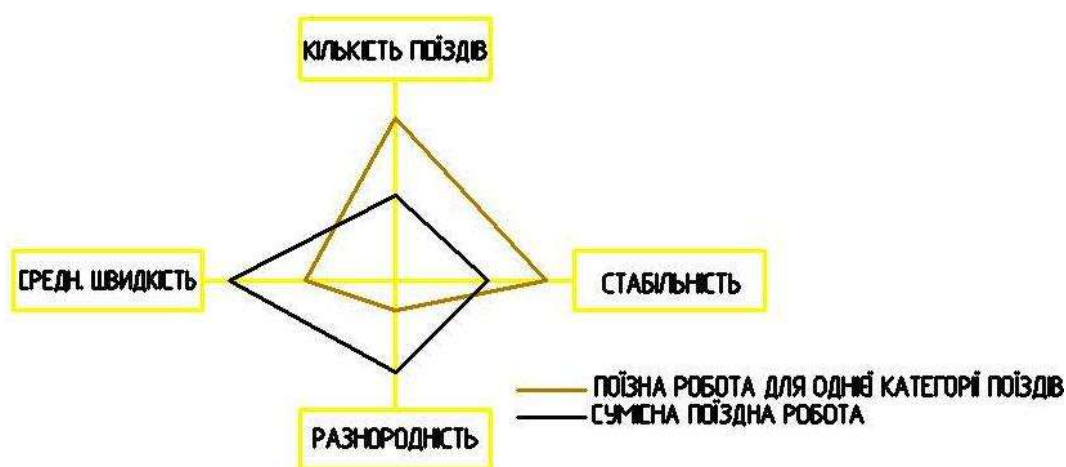 КІЛЬКІСТЬ ПОЇЗДІВ
СРЕДН. ШВИДКІСТЬ
СТАБІЛЬНІСТЬ
ПОЇЗНА РОБОТА ДЛЯ ОДНІЄЇ КАТЕГОРІЇ ПОЇЗДІВ
СУМІСНА ПОЇЗДНА РОБОТА
РАЗНОРОДНІСТЬ